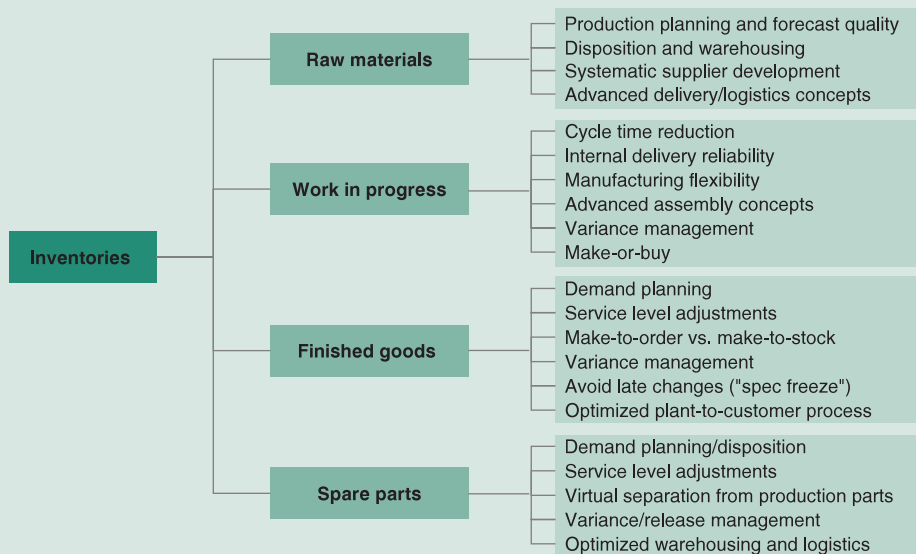 Inventories
Raw materials
Production planning and forecast quality
Disposition and warehousing
Systematic supplier development
Advanced delivery/logistics concepts
Work in progress
Cycle time reduction
Internal delivery reliability
Manufacturing flexibility
Advanced assembly concepts
Variance management
Make-or-buy
Finished goods
Demand planning
Service level adjustments
Make-to-order vs. make-to-stock
Variance management
Avoid late changes ("spec freeze")
Optimized plant-to-customer process
Spare parts
Demand planning/disposition
Service level adjustments
Virtual separation from production parts
Variance/release management
Optimized warehousing and logistics